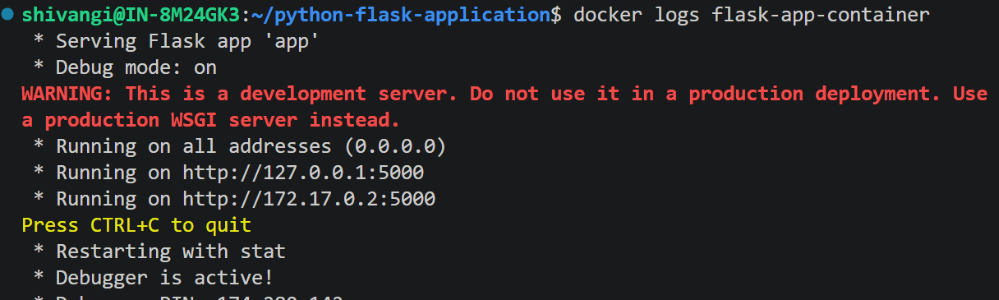 shivangi@IN-8M24GK3:~/python-flask-application$ docker logs flask-app-container
* Serving Flask app 'app'
* Debug mode: on
WARNING: This is a development server. Do not use it in a production deployment. Use
a production WSGI server instead.
* Running on all addresses (0.0.0.0)
* Running on http://127.0.0.1:5000
* Running on http://172.17.0.2:5000
Press CTRL+C to quit
* Restarting with stat
* Debugger is active!